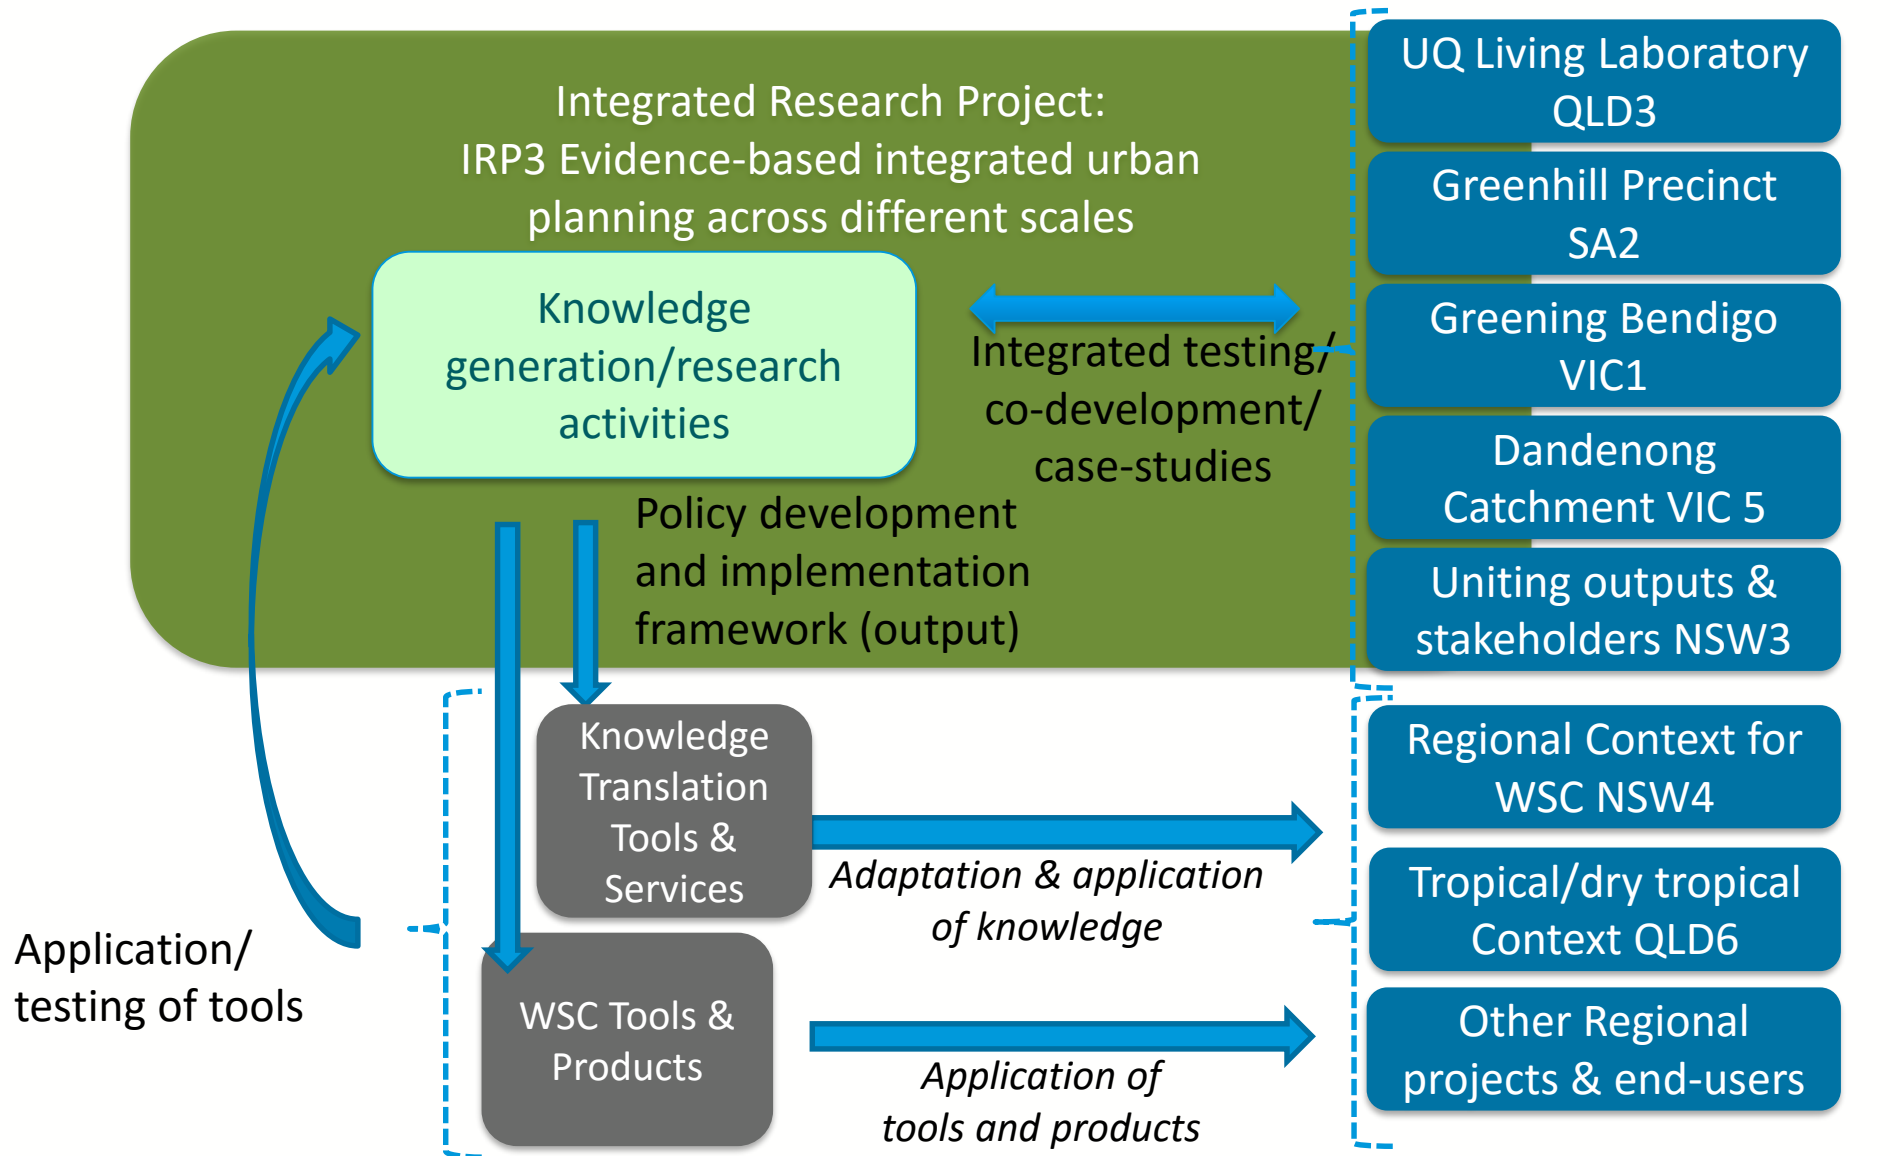 Integrated Research Project:
IRP3 Evidence-based integrated urban
planning across different scales
Knowledge
generation/research
activities
Integrated testing/
co-development/
case-studies
Policy development
and implementation
framework (output)
UQ Living Laboratory
QLD3
Greenhill Precinct
SA2
Greening Bendigo
VIC1
Dandenong
Catchment VIC 5
Uniting outputs &
stakeholders NSW3
Knowledge
Translation
Tools &
Services
Adaptation & application
of knowledge
Regional Context for
WSC NSW4
Tropical/dry tropical
Context QLD6
Application/
testing of tools
WSC Tools &
Products
Application of
tools and products
Other Regional
projects & end-users